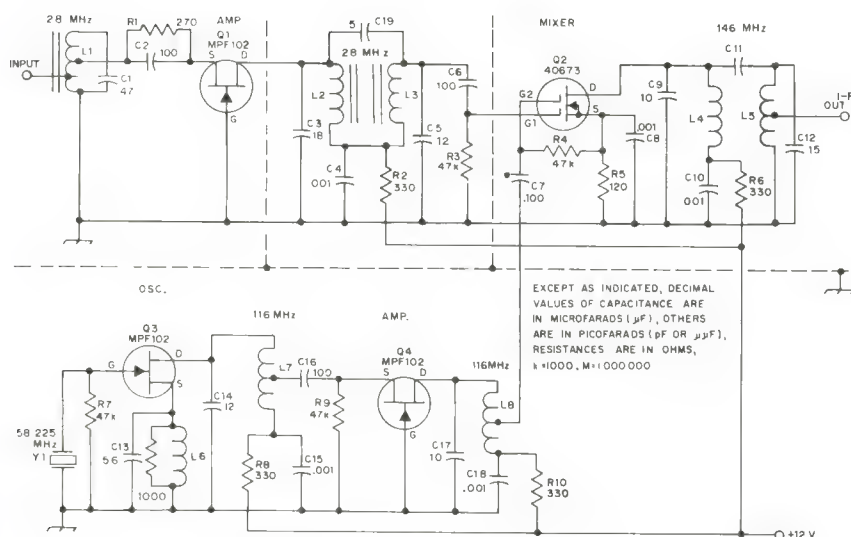 28 MHz
R1
270
Q1
MPF102
AMP
C2
100
S
D
G
INPUT
L1
C1
47
5
C19
28 MHz
L2
L3
C3
18
C4
001
R2
330
C5
12
C6
100
R3
47k
MIXER
Q2
40673
G2
G1
D
S
R4
47k
.001
C8
R5
120
C7
.100
C9
10
146 MHz
C11
L4
L5
I-F
OUT
C12
15
C10
001
R6
330
OSC.
Q3
MPF102
G
D
S
R7
47k
58 225
MHz
Y1
C13
56
L6
1000
C14
12
116 MHz
L7
C16
100
R8
330
C15
.001
AMP.
Q4
MPF102
S
D
G
R9
47k
C17
10
116MHz
L8
C18
.001
R10
330
+12 V
EXCEPT AS INDICATED, DECIMAL
VALUES OF CAPACITANCE ARE
IN MICROFARADS (µF), OTHERS
ARE IN PICOFARADS (pF OR µµF),
RESISTANCES ARE IN OHMS,
k=1000, M=1000000